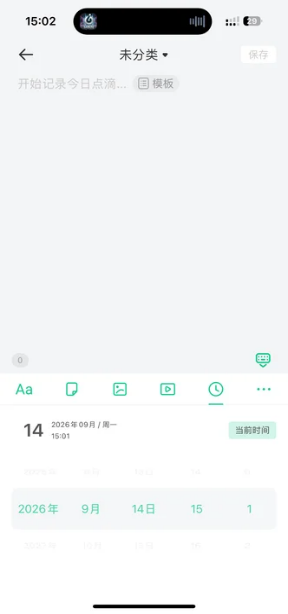 15:02
29
未分类
保存
开始记录今日点滴...
模板
0
Aa
14
2026年09月 / 周一
15:01
当前时间
2026年 9月 14日 15 1